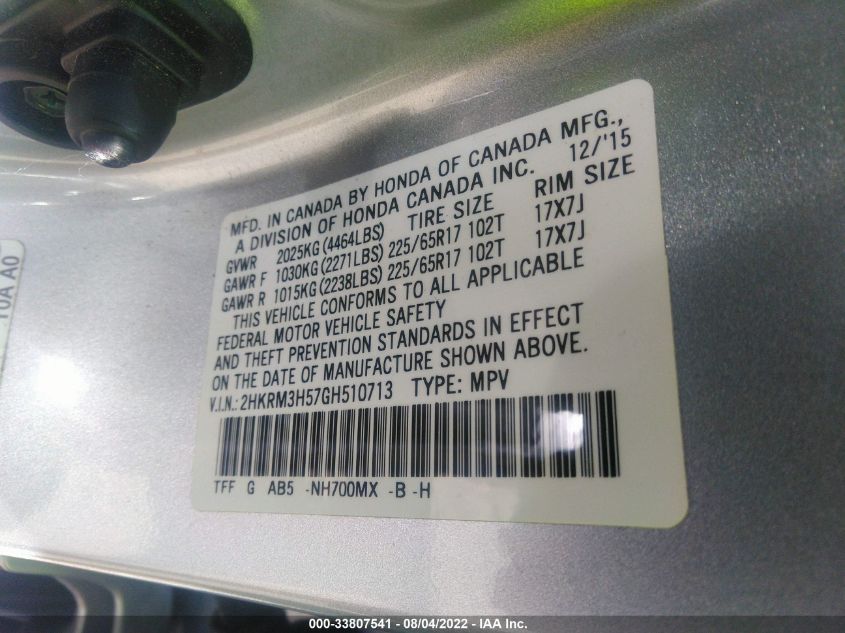 MFD. IN CANADA BY HONDA OF CANADA MFG.,
A DIVISION OF HONDA CANADA INC. 12/'15
GVWR 2025KG (4464LBS) TIRE SIZE RIM SIZE
GAWR F 1030KG (2271LBS) 225/65R17 102T 17X7J
GAWR R 1015KG (2238LBS) 225/65R17 102T 17X7J
THIS VEHICLE CONFORMS TO ALL APPLICABLE
FEDERAL MOTOR VEHICLE SAFETY
AND THEFT PREVENTION STANDARDS IN EFFECT
ON THE DATE OF MANUFACTURE SHOWN ABOVE.
V.I.N.: 2HKRM3H57GH510713 TYPE: MPV
TFF G AB5 -NH700MX -B -H
A0
000-33807541 - 08/04/2022 - IAA Inc.